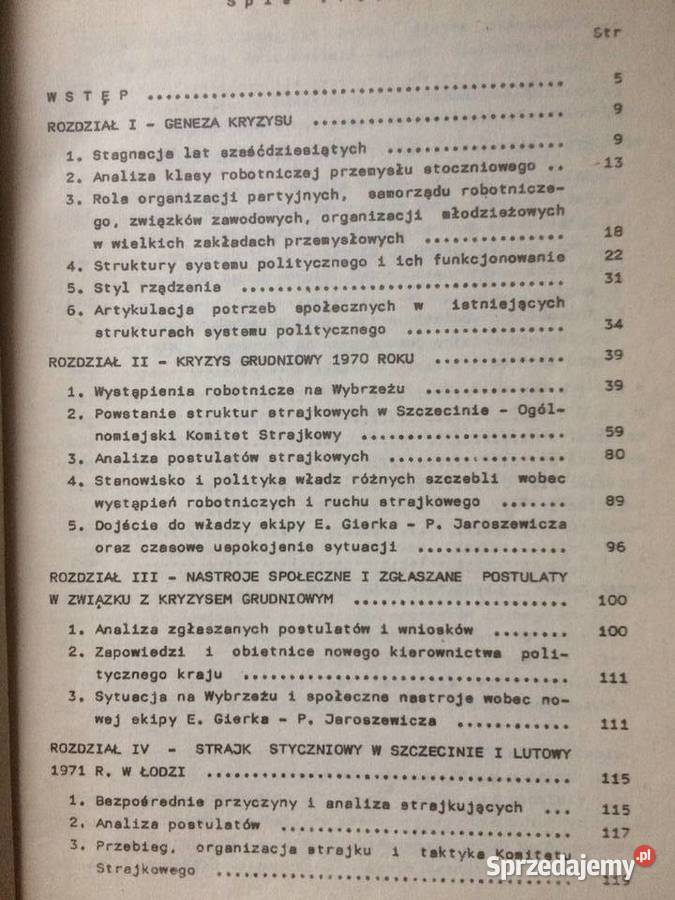 Str
W S T Ę P ........................................ 5
ROZDZIAŁ I - GENEZA KRYZYSU ........................ 9
1. Stagnacja lat sześćdziesiątych ................. 9
2. Analiza klasy robotniczej przemysłu stoczniowego .. 13
3. Rola organizacji partyjnych, samorządu robotnicze-
go, związków zawodowych, organizacji młodzieżowych
w wielkich zakładach przemysłowych .............. 18
4. Struktury systemu politycznego i ich funkcjonowanie 22
5. Styl rządzenia ................................ 31
6. Artykulacja potrzeb społecznych w istniejących
strukturach systemu politycznego ................ 34
ROZDZIAŁ II - KRYZYS GRUDNIOWY 1970 ROKU ............. 39
1. Wystąpienia robotnicze na Wybrzeżu .............. 39
2. Powstanie struktur strajkowych w Szczecinie - Ogól-
nomiejski Komitet Strajkowy ..................... 59
3. Analiza postulatów strajkowych ................. 80
4. Stanowisko i polityka władz różnych szczebli wobec
wystąpień robotniczych i ruchu strajkowego ....... 89
5. Dojście do władzy ekipy E. Gierka - P. Jaroszewicza
oraz czasowe uspokojenie sytuacji ............... 96
ROZDZIAŁ III - NASTROJE SPOŁECZNE I ZGŁASZANE POSTULATY
W ZWIĄZKU Z KRYZYSEM GRUDNIOWYM .................... 100
1. Analiza zgłaszanych postulatów i wniosków ........ 100
2. Zapowiedzi i obietnice nowego kierownictwa poli-
tycznego kraju ................................ 111
3. Sytuacja na Wybrzeżu i społeczne nastroje wobec no-
wej ekipy E. Gierka - P. Jaroszewicza ............ 111
ROZDZIAŁ IV - STRAJK STYCZNIOWY W SZCZECINIE I LUTOWY
1971 R. W ŁODZI ................................... 115
1. Bezpośrednie przyczyny i analiza strajkujących ... 115
2. Analiza postulatów ............................ 117
3. Przebieg, organizacja strajku i taktyka Komitetu
Strajkowego ................................... 119
Sprzedajemy.pl